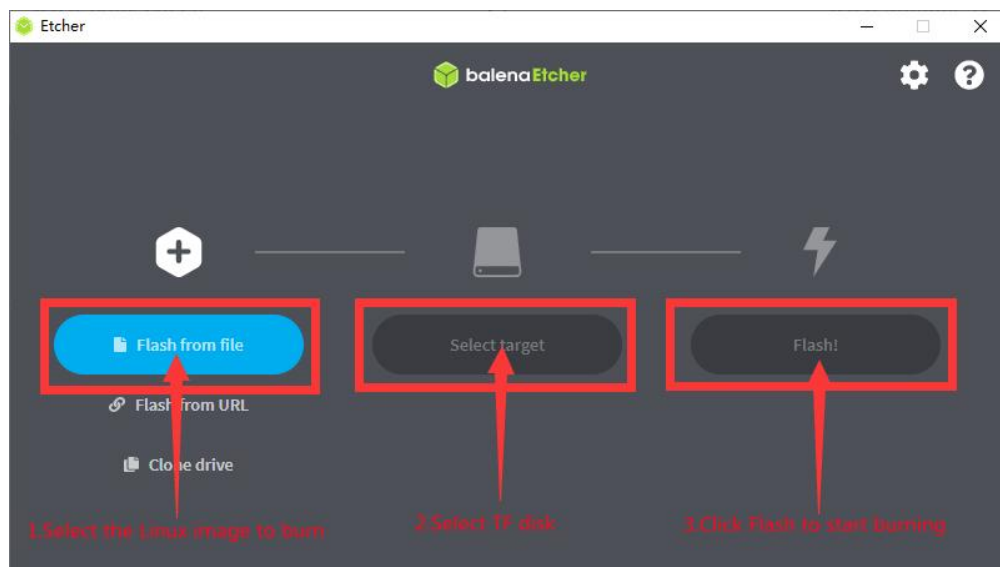 Etcher
balenaEtcher
Flash from file
Select target
Flash!
Flash from URL
Clone drive
1.Select the Linux image to burn
2.Select TF disk
3.Click Flash to start burning